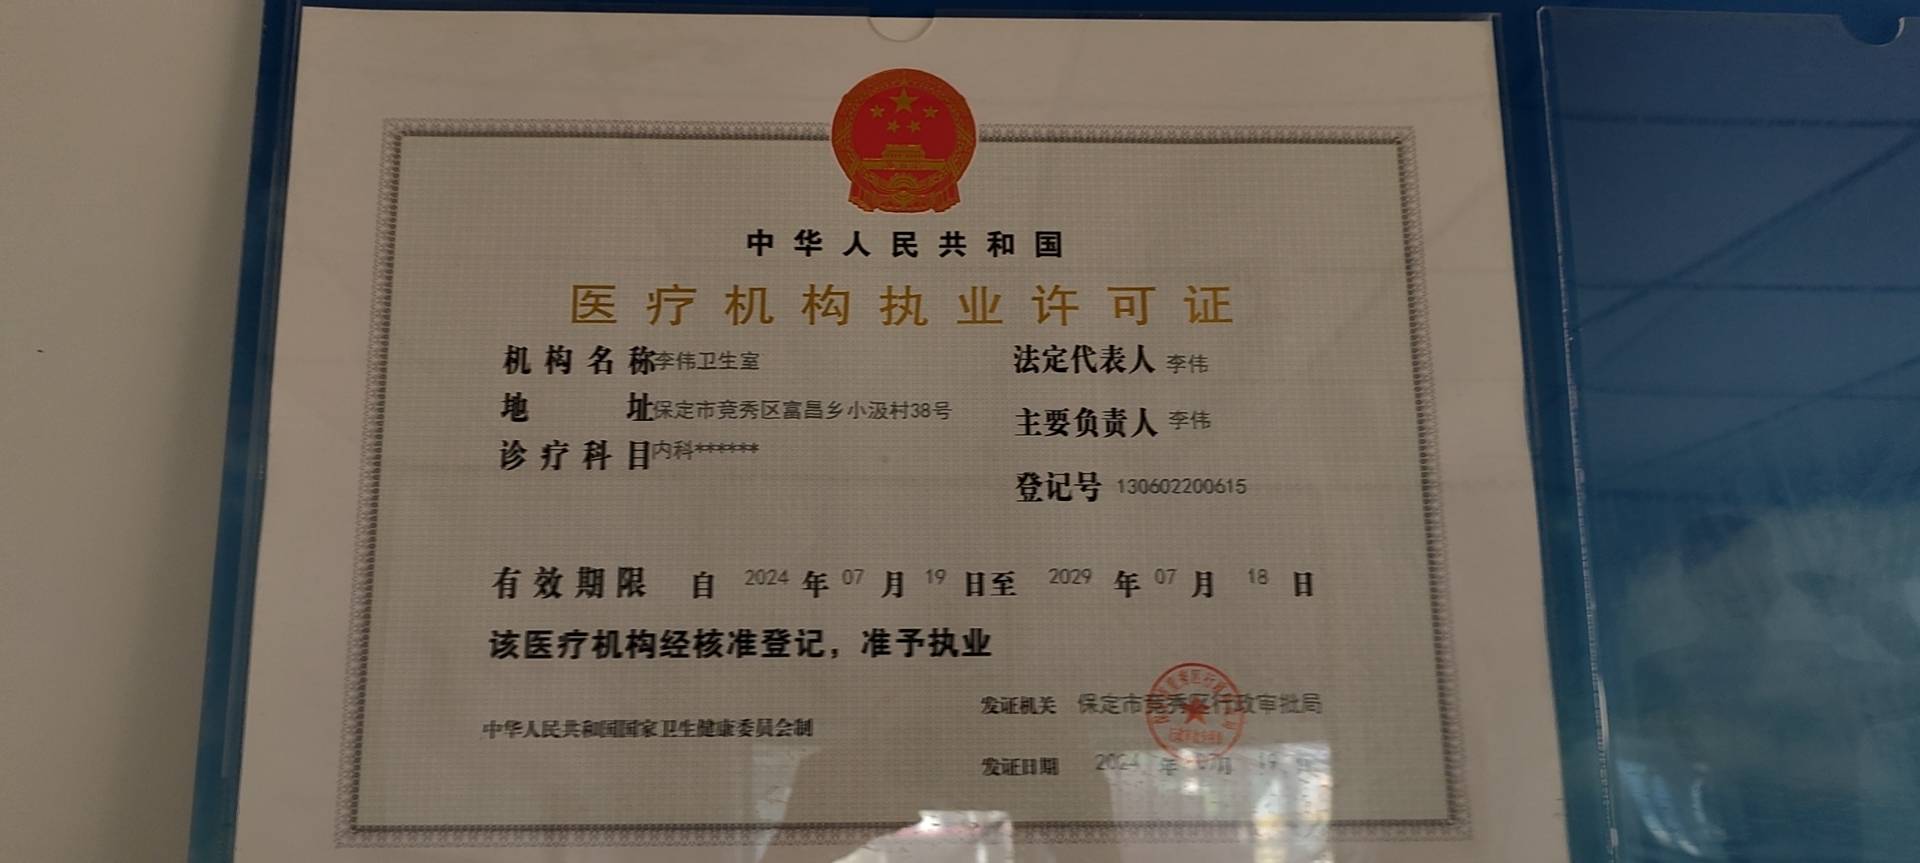 中华人民共和国
医疗机构执业许可证
机构名称 李伟卫生室
法定代表人 李伟
地址 保定市竞秀区富昌乡小汲村38号
主要负责人 李伟
诊疗科目 内科******
登记号 130602200615
有效期限 自 2024 年 07 月 19 日至 2029 年 07 月 18 日
该医疗机构经核准登记，准予执业
发证机关 保定市竞秀区行政审批局
中华人民共和国国家卫生健康委员会制
发证日期 2024 年 07 月 19